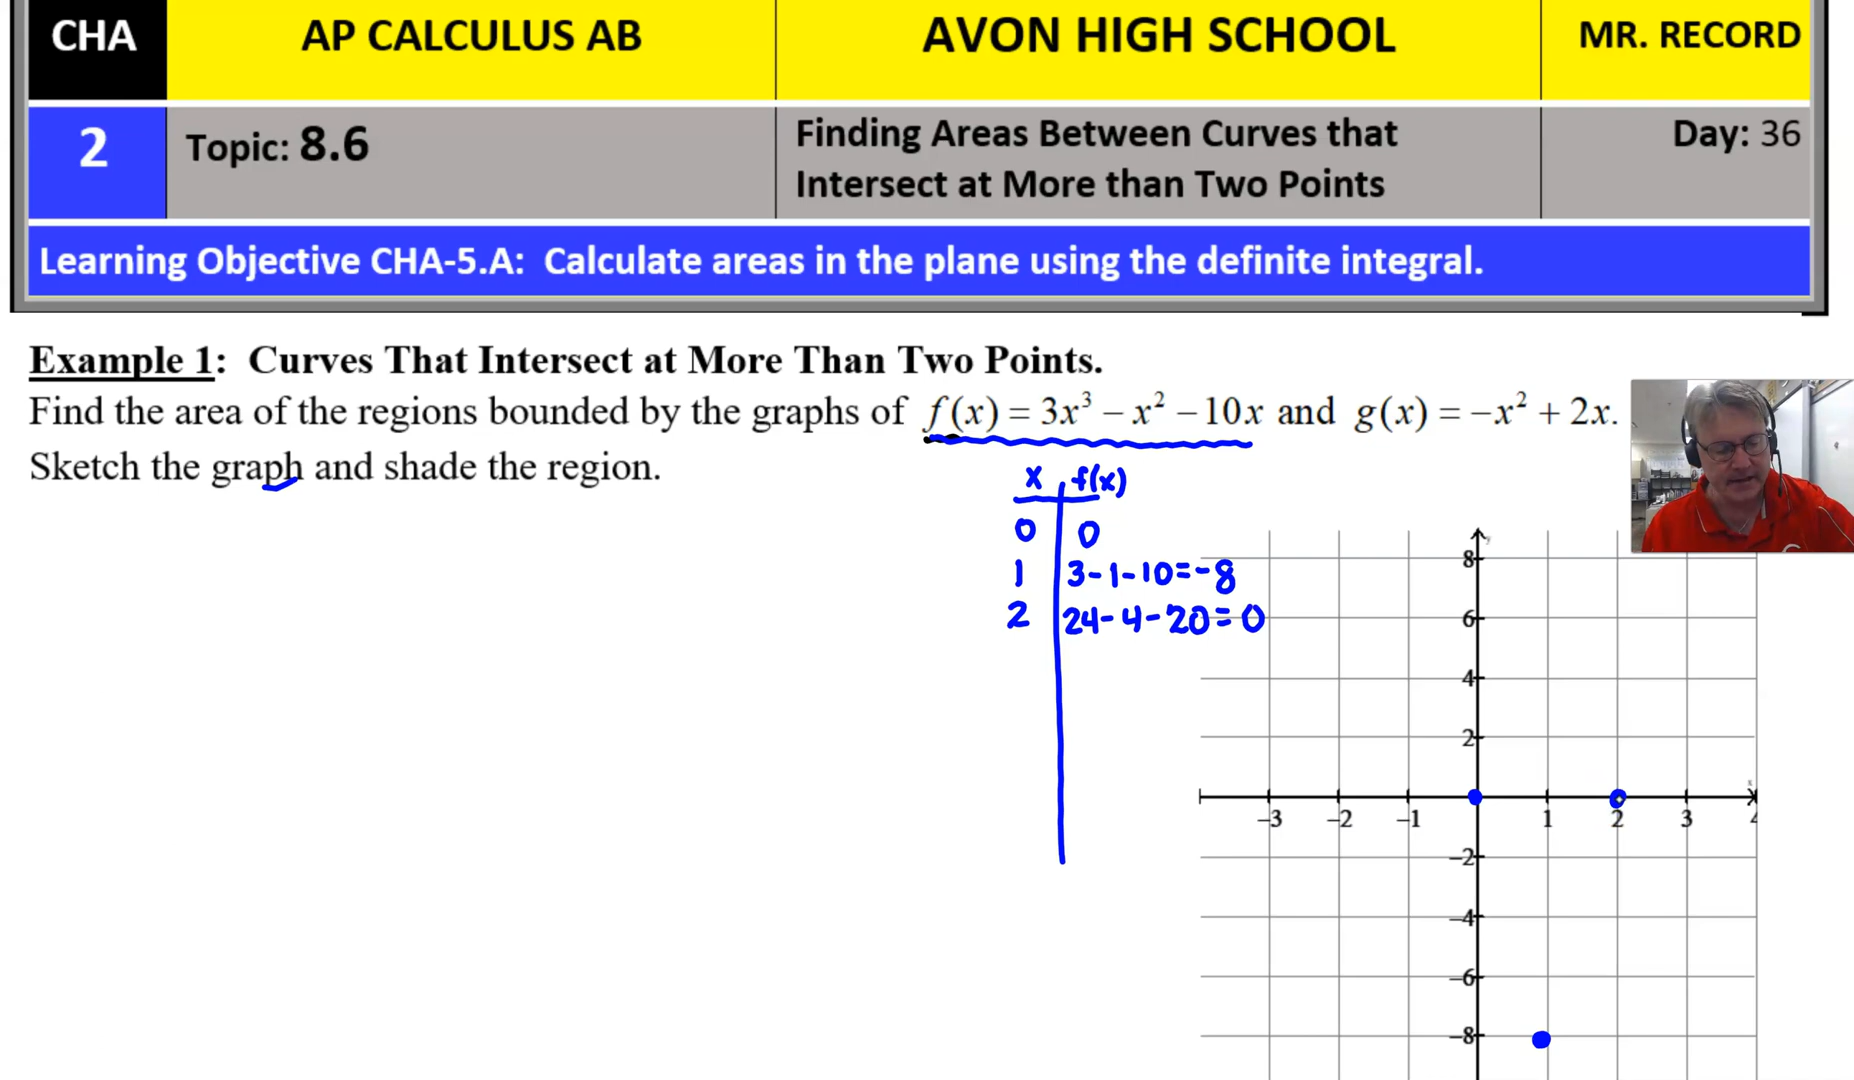 CHA AP CALCULUS AB AVON HIGH SCHOOL MR. RECORD
2 Topic: 8.6 Finding Areas Between Curves that Intersect at More than Two Points Day: 36
Learning Objective CHA-5.A: Calculate areas in the plane using the definite integral.
Example 1: Curves That Intersect at More Than Two Points.
Find the area of the regions bounded by the graphs of f(x) = 3x³ – x² – 10x and g(x) = –x² + 2x.
Sketch the graph and shade the region.
x f(x)
0 0
1 3-1-10=-8
2 24-4-20=0
y
8
6
4
2
x
-3 -2 -1 1 2 3 4
-2
-4
-6
-8